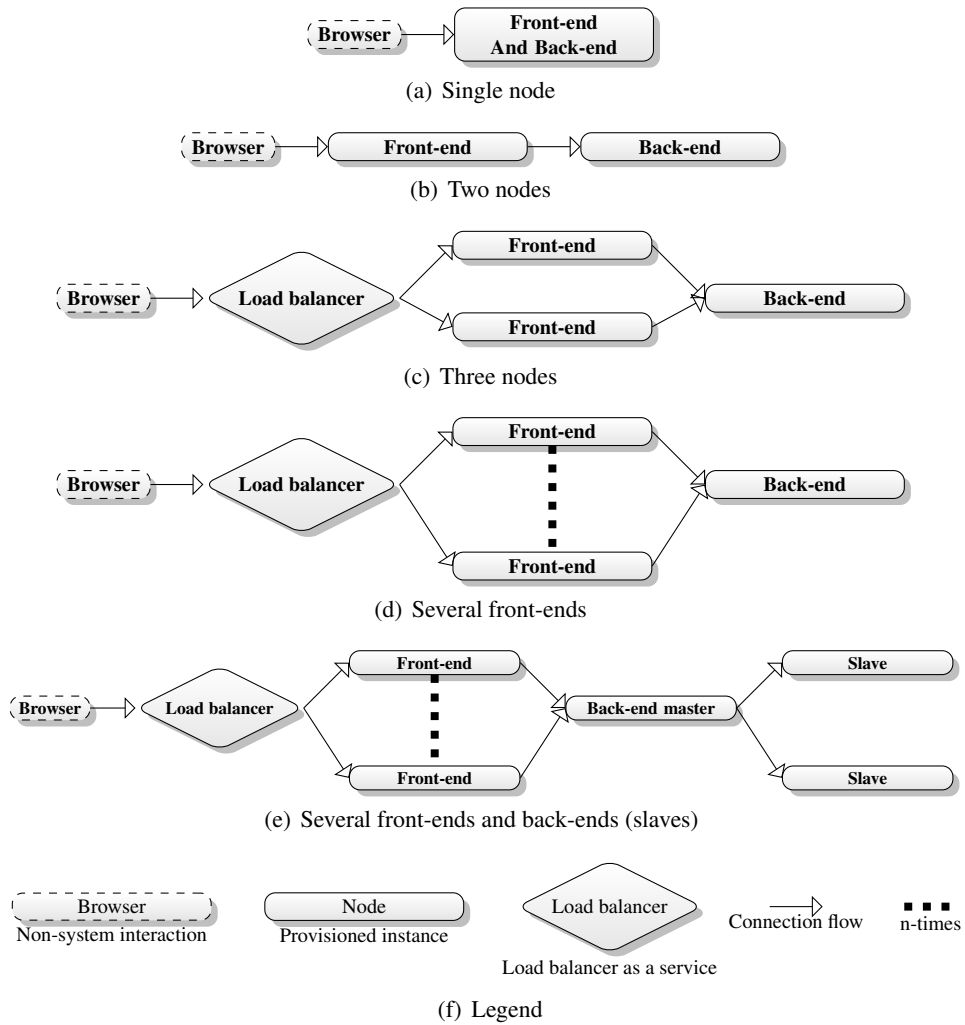 Browser
Front-end
And Back-end
(a) Single node
Browser
Front-end
Back-end
(b) Two nodes
Front-end
Browser
Load balancer
Back-end
Front-end
(c) Three nodes
Front-end
Browser
Load balancer
Back-end
Front-end
(d) Several front-ends
Front-end
Slave
Browser
Load balancer
Back-end master
Front-end
Slave
(e) Several front-ends and back-ends (slaves)
Browser
Non-system interaction
Node
Provisioned instance
Load balancer
Load balancer as a service
Connection flow
n-times
(f) Legend